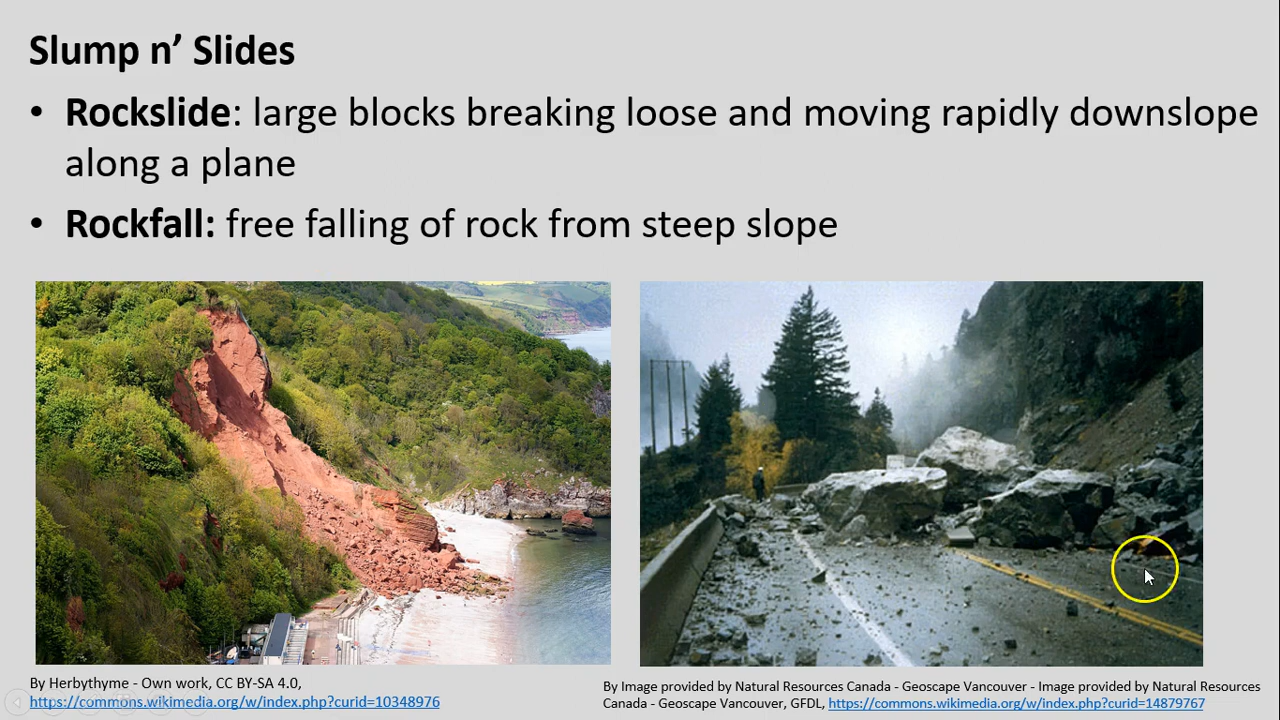 Slump n’ Slides
• Rockslide: large blocks breaking loose and moving rapidly downslope
along a plane
• Rockfall: free falling of rock from steep slope
By Herbythyme - Own work, CC BY-SA 4.0,
https://commons.wikimedia.org/w/index.php?curid=10348976
By Image provided by Natural Resources Canada - Geoscape Vancouver - Image provided by Natural Resources
Canada - Geoscape Vancouver, GFDL, https://commons.wikimedia.org/w/index.php?curid=14879767